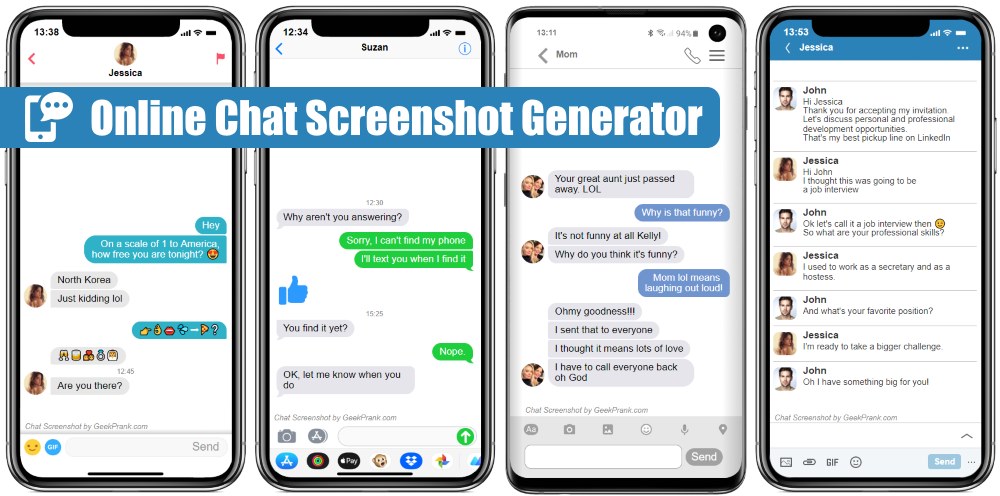 13:38
Jessica
Hey
On a scale of 1 to America,
how free you are tonight?
North Korea
Just kidding lol
?
12:45
Are you there?
Chat Screenshot by GeekPrank.com
GIF
Send
12:34
Suzan
12:30
Why aren't you answering?
Sorry, I can't find my phone
I'll text you when I find it
15:25
You find it yet?
Nope.
OK, let me know when you
do
Chat Screenshot by GeekPrank.com
Pay
13:11
94%
Mom
Your great aunt just passed
away. LOL
Why is that funny?
It's not funny at all Kelly!
Why do you think it's funny?
Mom lol means
laughing out loud!
Ohmy goodness!!!
I sent that to everyone
I thought it means lots of love
I have to call everyone back
oh God
Chat Screenshot by GeekPrank.com
Aa
Send
13:53
Jessica
John
Hi Jessica
Thank you for accepting my invitation
Let's discuss personal and professional
development opportunities.
That's my best pickup line on LinkedIn
Jessica
Hi John
I thought this was going to be
a job interview
John
Ok let's call it a job interview then
So what are your professional skills?
Jessica
I used to work as a secretary and as a
hostess.
John
And what's your favorite position?
Jessica
I'm ready to take a bigger challenge.
John
Oh I have something big for you!
Chat Screenshot by GeekPrank.com
GIF
Send
Online Chat Screenshot Generator